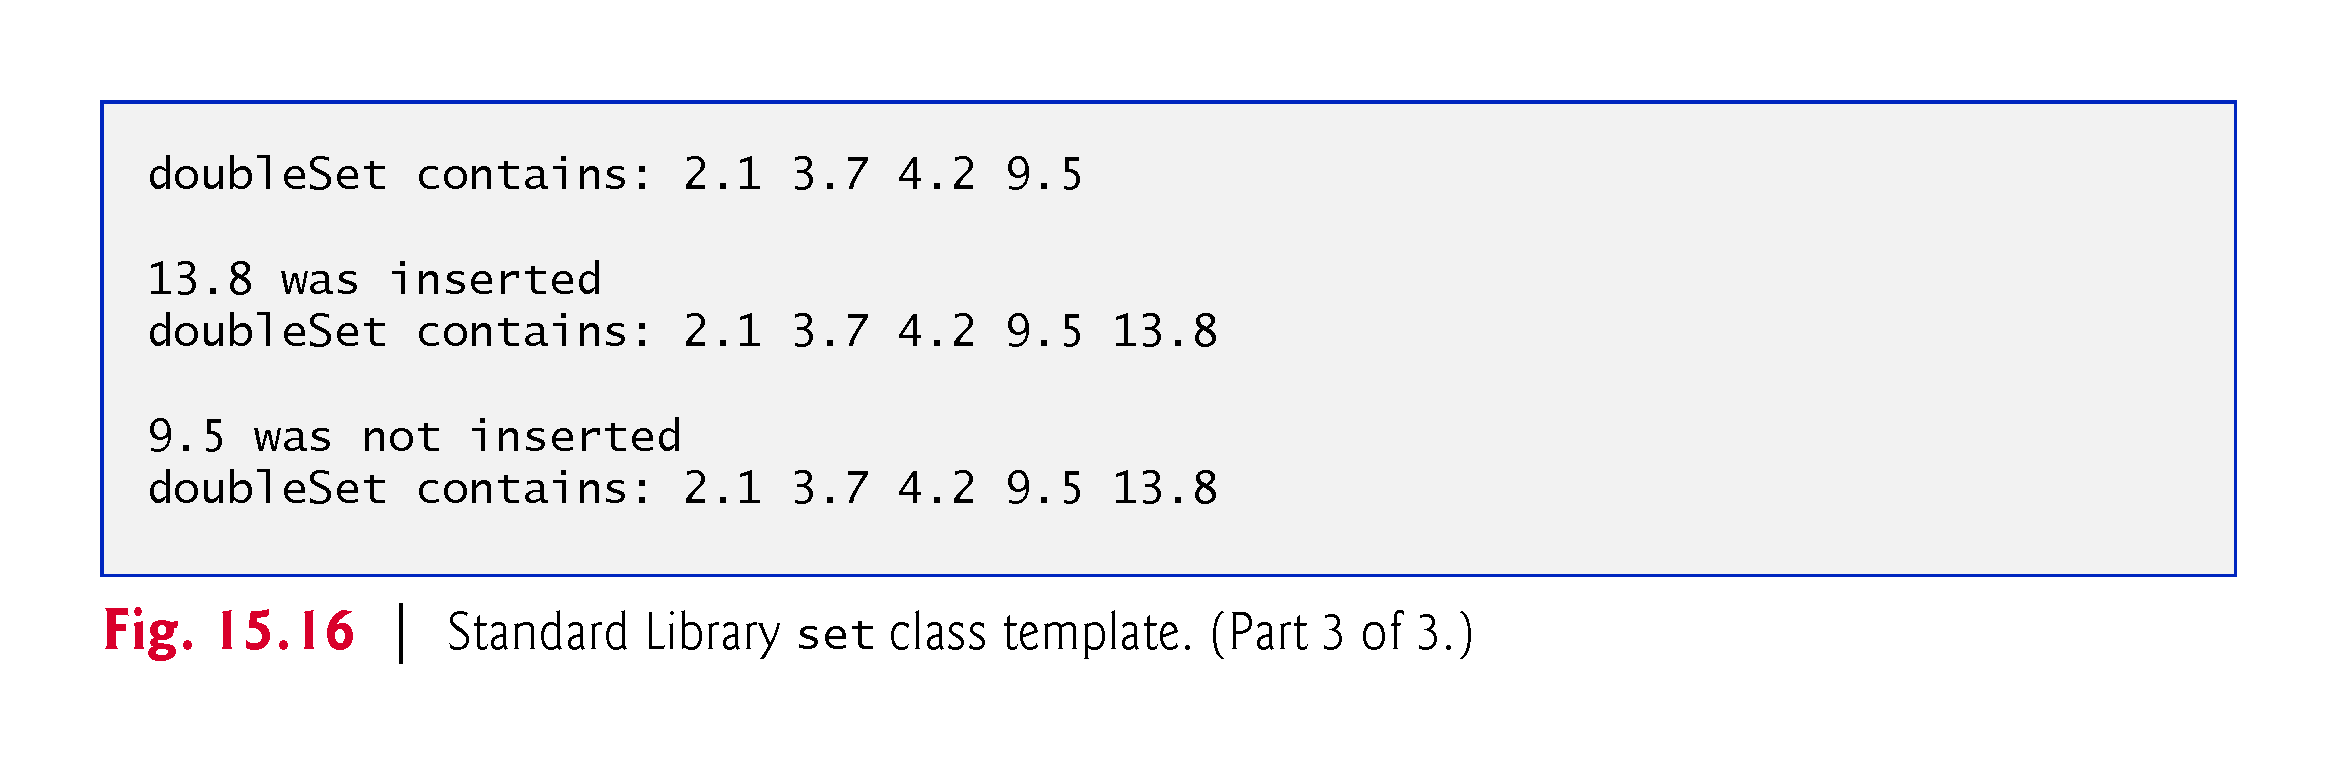 doubleSet contains: 2.1 3.7 4.2 9.5
13.8 was inserted
doubleSet contains: 2.1 3.7 4.2 9.5 13.8
9.5 was not inserted
doubleSet contains: 2.1 3.7 4.2 9.5 13.8
Fig. 15.16 | Standard Library set class template. (Part 3 of 3.)